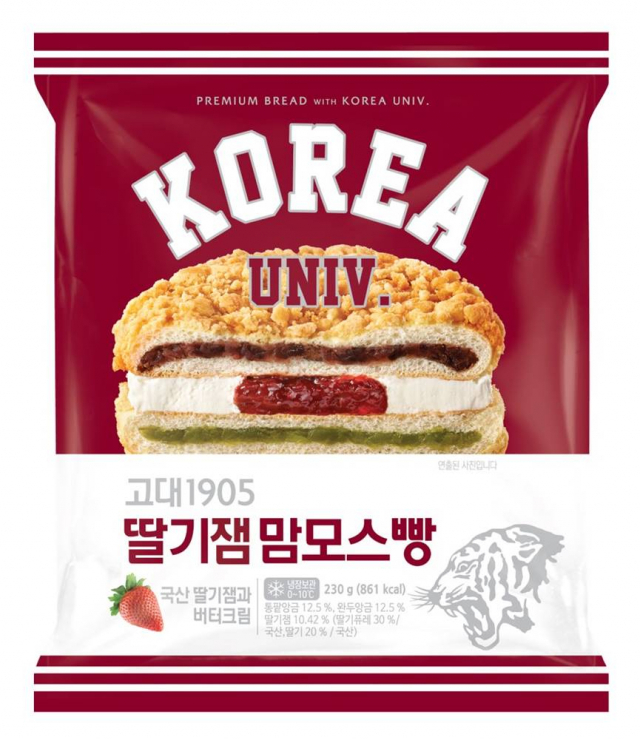 PREMIUM BREAD WITH KOREA UNIV.
KOREA
UNIV.
연출된 사진입니다
고대1905
딸기잼 맘모스빵
국산 딸기잼과
버터크림
냉장보관
0~10℃
230 g (861 kcal)
통팥앙금 12.5 %, 완두앙금 12.5 %
딸기잼 10.42 % (딸기퓨레 30 %/
국산,딸기 20 % / 국산)